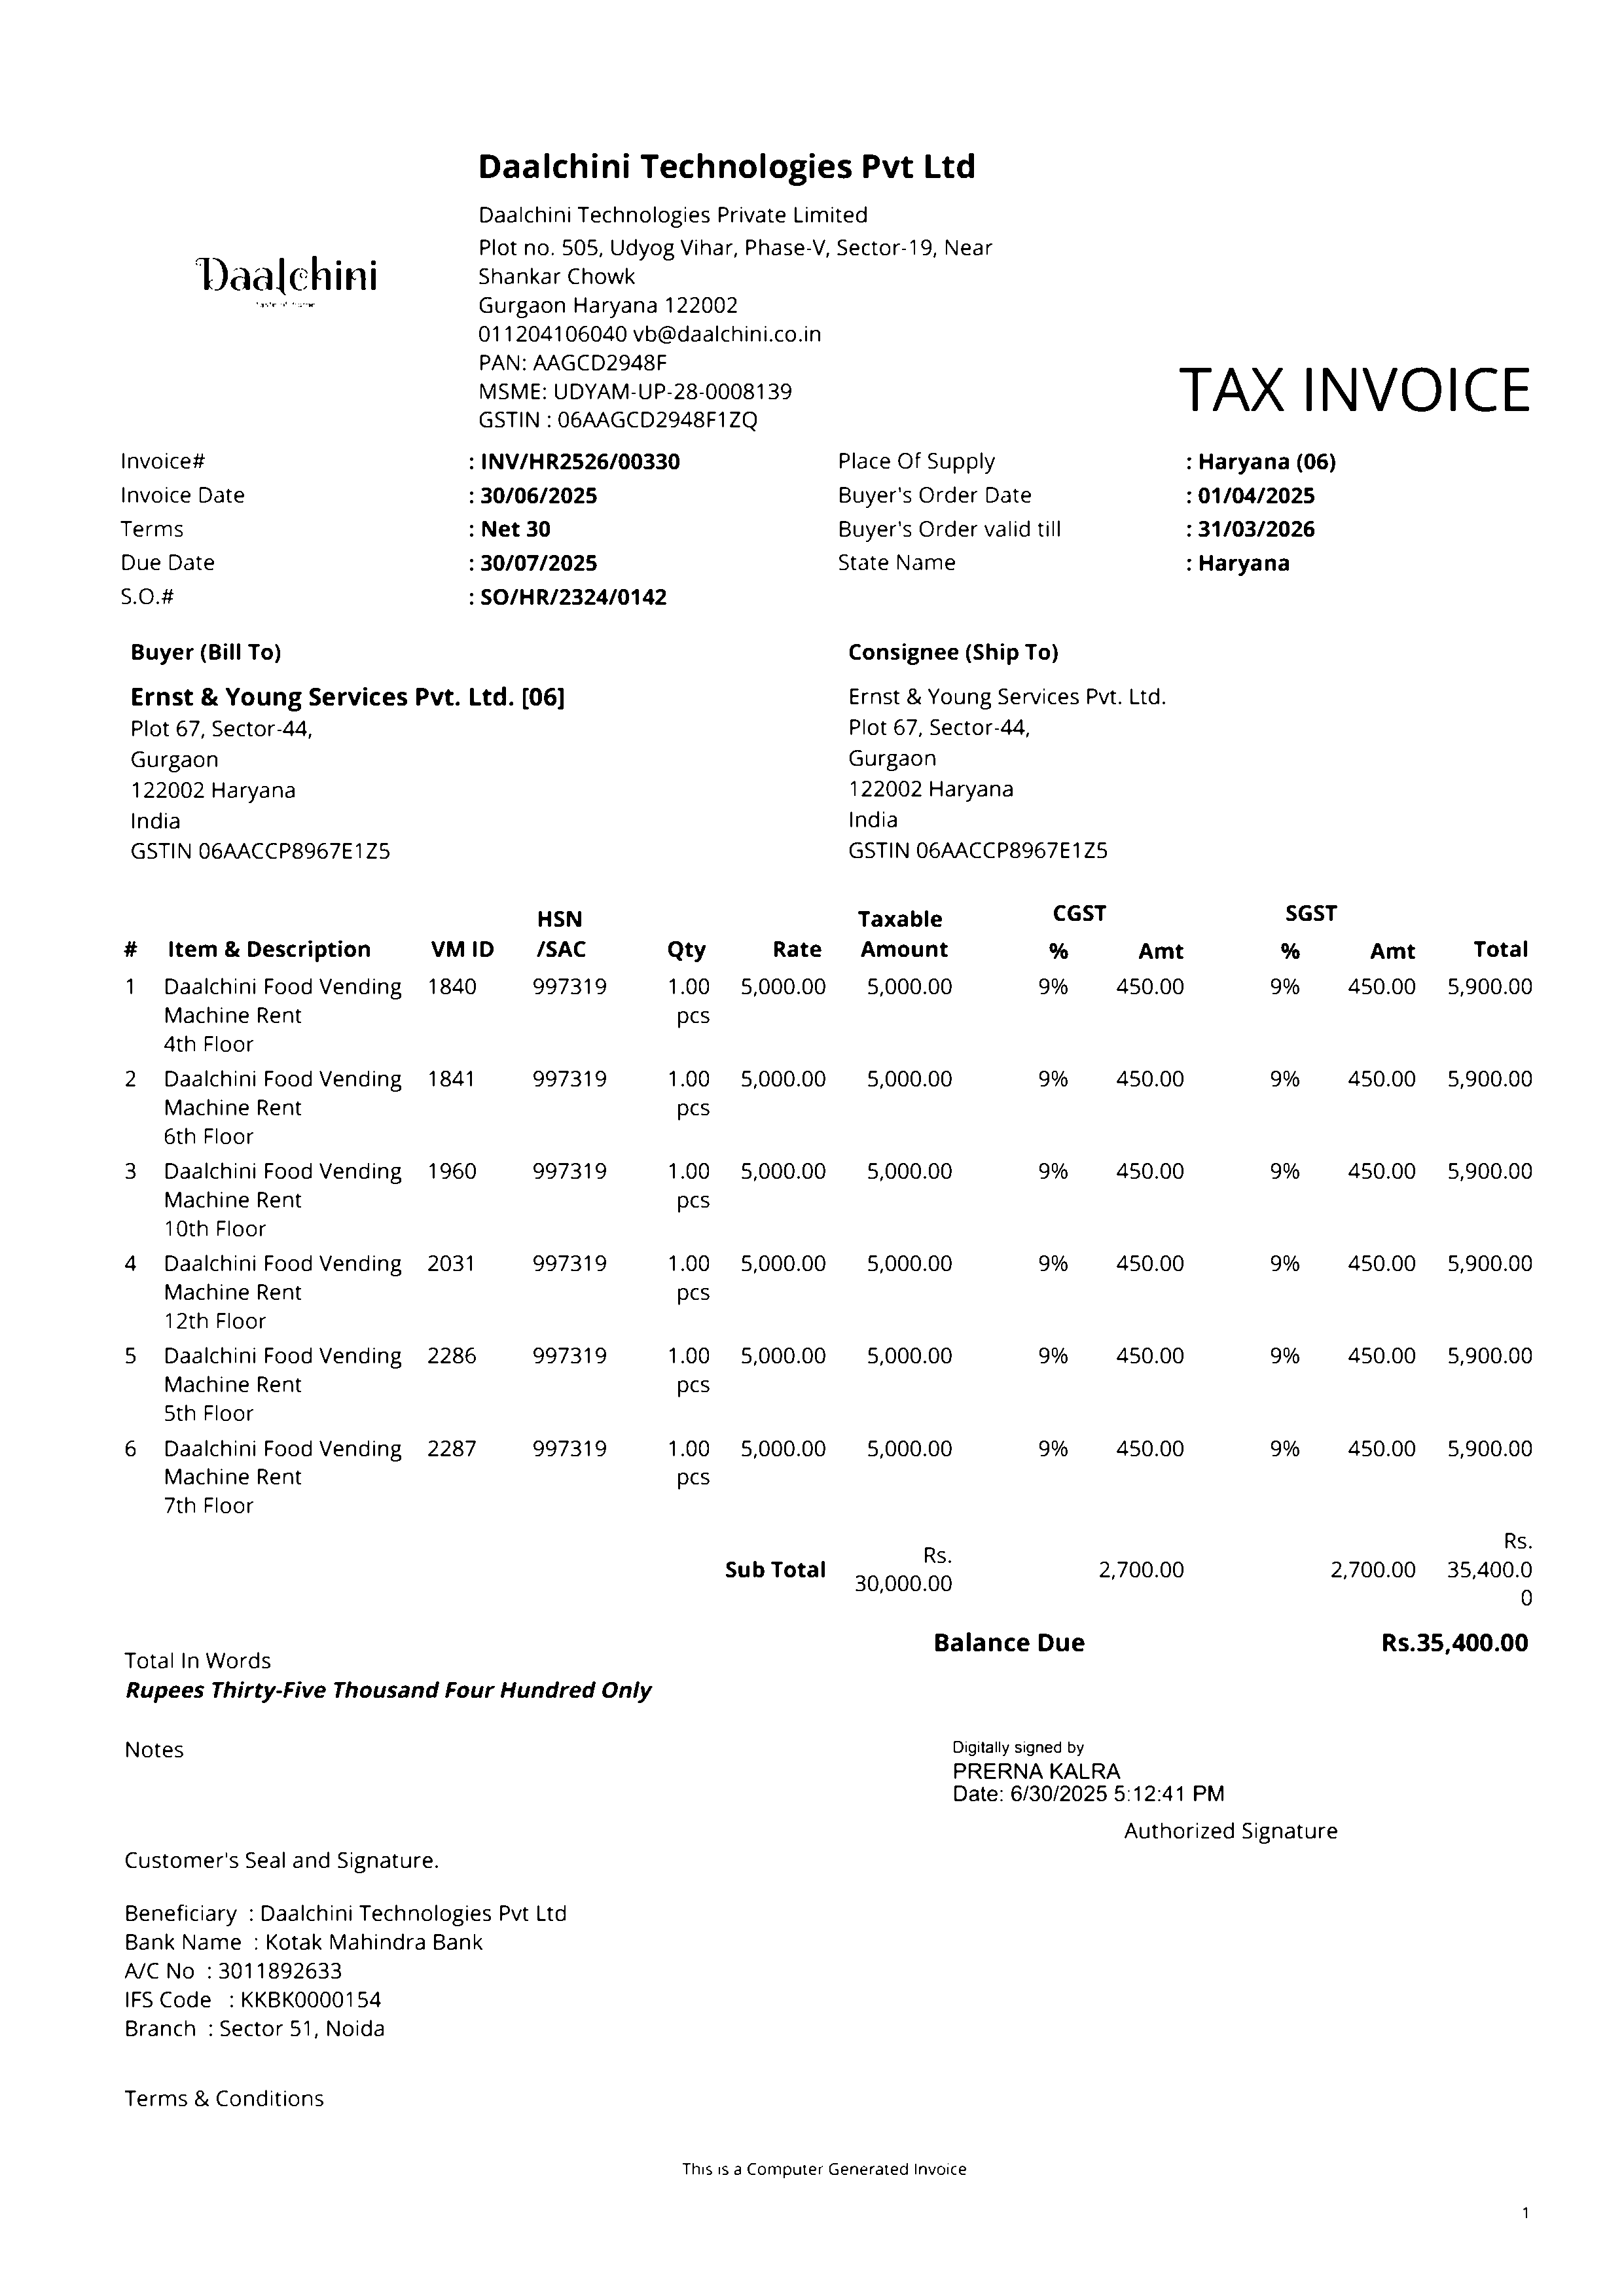 Daalchini Technologies Pvt Ltd
Daalchini
Daalchini Technologies Private Limited
Plot no. 505, Udyog Vihar, Phase-V, Sector-19, Near
Shankar Chowk
Gurgaon Haryana 122002
011204106040 vb@daalchini.co.in
PAN: AAGCD2948F
MSME: UDYAM-UP-28-0008139
GSTIN : 06AAGCD2948F1ZQ
TAX INVOICE
Invoice# : INV/HR2526/00330 Place Of Supply : Haryana (06)
Invoice Date : 30/06/2025 Buyer's Order Date : 01/04/2025
Terms : Net 30 Buyer's Order valid till : 31/03/2026
Due Date : 30/07/2025 State Name : Haryana
S.O.# : SO/HR/2324/0142
Buyer (Bill To) Consignee (Ship To)
Ernst & Young Services Pvt. Ltd. [06] Ernst & Young Services Pvt. Ltd.
Plot 67, Sector-44, Plot 67, Sector-44,
Gurgaon Gurgaon
122002 Haryana 122002 Haryana
India India
GSTIN 06AACCP8967E1Z5 GSTIN 06AACCP8967E1Z5
HSN Taxable CGST SGST
# Item & Description VM ID /SAC Qty Rate Amount % Amt % Amt Total
1 Daalchini Food Vending 1840 997319 1.00 5,000.00 5,000.00 9% 450.00 9% 450.00 5,900.00
Machine Rent pcs
4th Floor
2 Daalchini Food Vending 1841 997319 1.00 5,000.00 5,000.00 9% 450.00 9% 450.00 5,900.00
Machine Rent pcs
6th Floor
3 Daalchini Food Vending 1960 997319 1.00 5,000.00 5,000.00 9% 450.00 9% 450.00 5,900.00
Machine Rent pcs
10th Floor
4 Daalchini Food Vending 2031 997319 1.00 5,000.00 5,000.00 9% 450.00 9% 450.00 5,900.00
Machine Rent pcs
12th Floor
5 Daalchini Food Vending 2286 997319 1.00 5,000.00 5,000.00 9% 450.00 9% 450.00 5,900.00
Machine Rent pcs
5th Floor
6 Daalchini Food Vending 2287 997319 1.00 5,000.00 5,000.00 9% 450.00 9% 450.00 5,900.00
Machine Rent pcs
7th Floor
Rs. Rs.
Sub Total 30,000.00 2,700.00 2,700.00 35,400.0
0
Balance Due Rs.35,400.00
Total In Words
Rupees Thirty-Five Thousand Four Hundred Only
Notes
Digitally signed by
PRERNA KALRA
Date: 6/30/2025 5:12:41 PM
Authorized Signature
Customer's Seal and Signature.
Beneficiary : Daalchini Technologies Pvt Ltd
Bank Name : Kotak Mahindra Bank
A/C No : 3011892633
IFS Code : KKBK0000154
Branch : Sector 51, Noida
Terms & Conditions
This is a Computer Generated Invoice
1